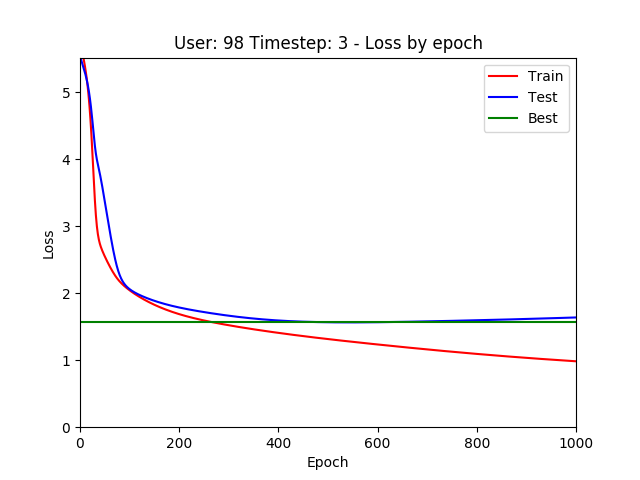 User: 98 Timestep: 3 - Loss by epoch
Train
Test
Best
5
4
3
2
1
0
Loss
0 200 400 600 800 1000
Epoch